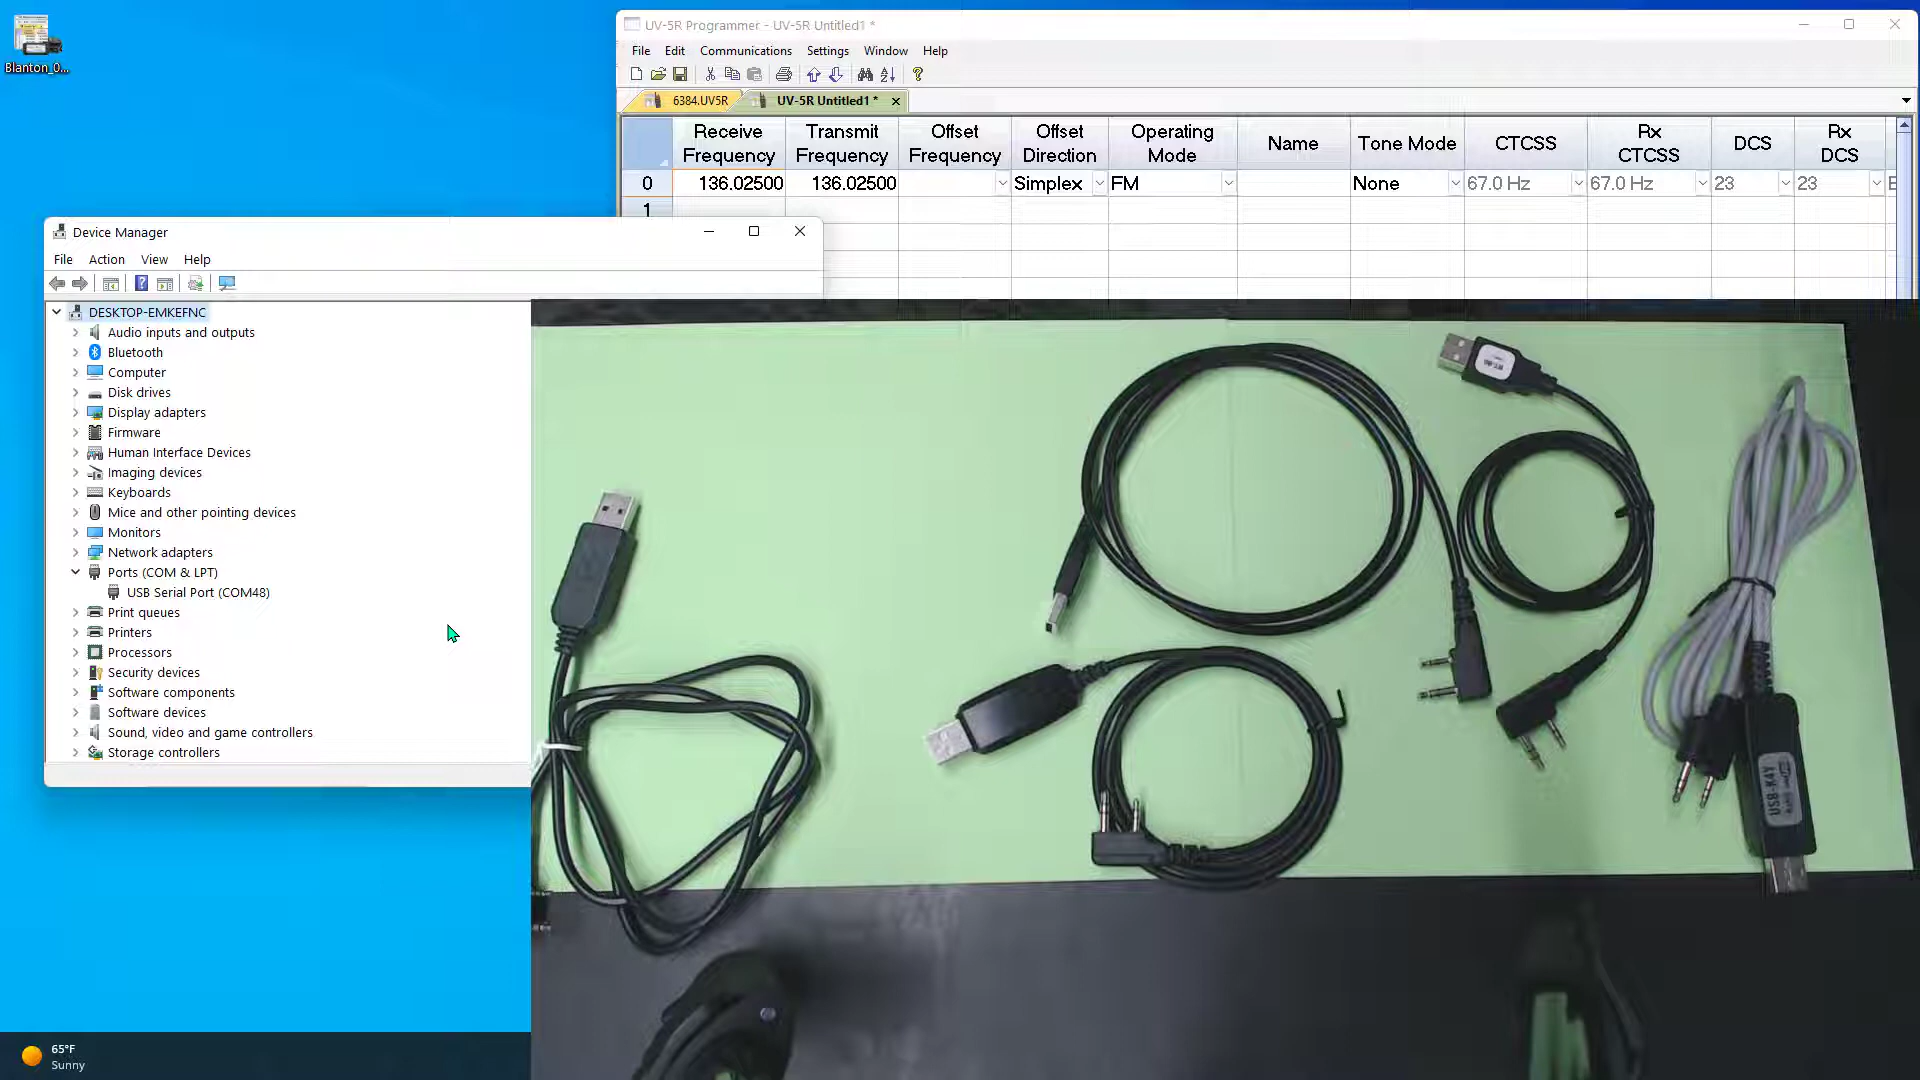 Blanton_0...
UV-5R Programmer - UV-5R Untitled1 *
File Edit Communications Settings Window Help
6384.UV5R UV-5R Untitled1 *
Receive Frequency Transmit Frequency Offset Frequency Offset Direction Operating Mode Name Tone Mode CTCSS Rx CTCSS DCS Rx DCS
0 136.02500 136.02500 Simplex FM None 67.0 Hz 67.0 Hz 23 23
1
Device Manager
File Action View Help
DESKTOP-EMKEFNC
Audio inputs and outputs
Bluetooth
Computer
Disk drives
Display adapters
Firmware
Human Interface Devices
Imaging devices
Keyboards
Mice and other pointing devices
Monitors
Network adapters
Ports (COM & LPT)
USB Serial Port (COM48)
Print queues
Printers
Processors
Security devices
Software components
Software devices
Sound, video and game controllers
Storage controllers
USB-K4Y
65°F
Sunny